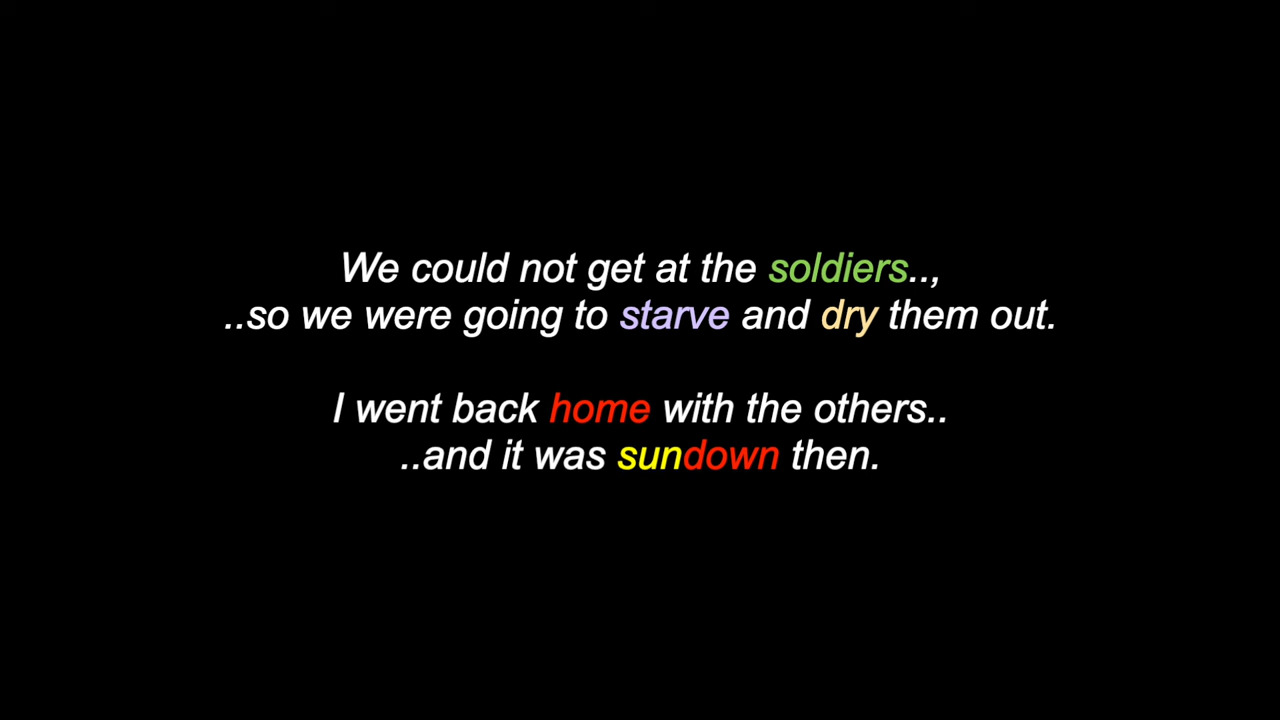 We could not get at the soldiers..,
..so we were going to starve and dry them out.
I went back home with the others..
..and it was sundown then.